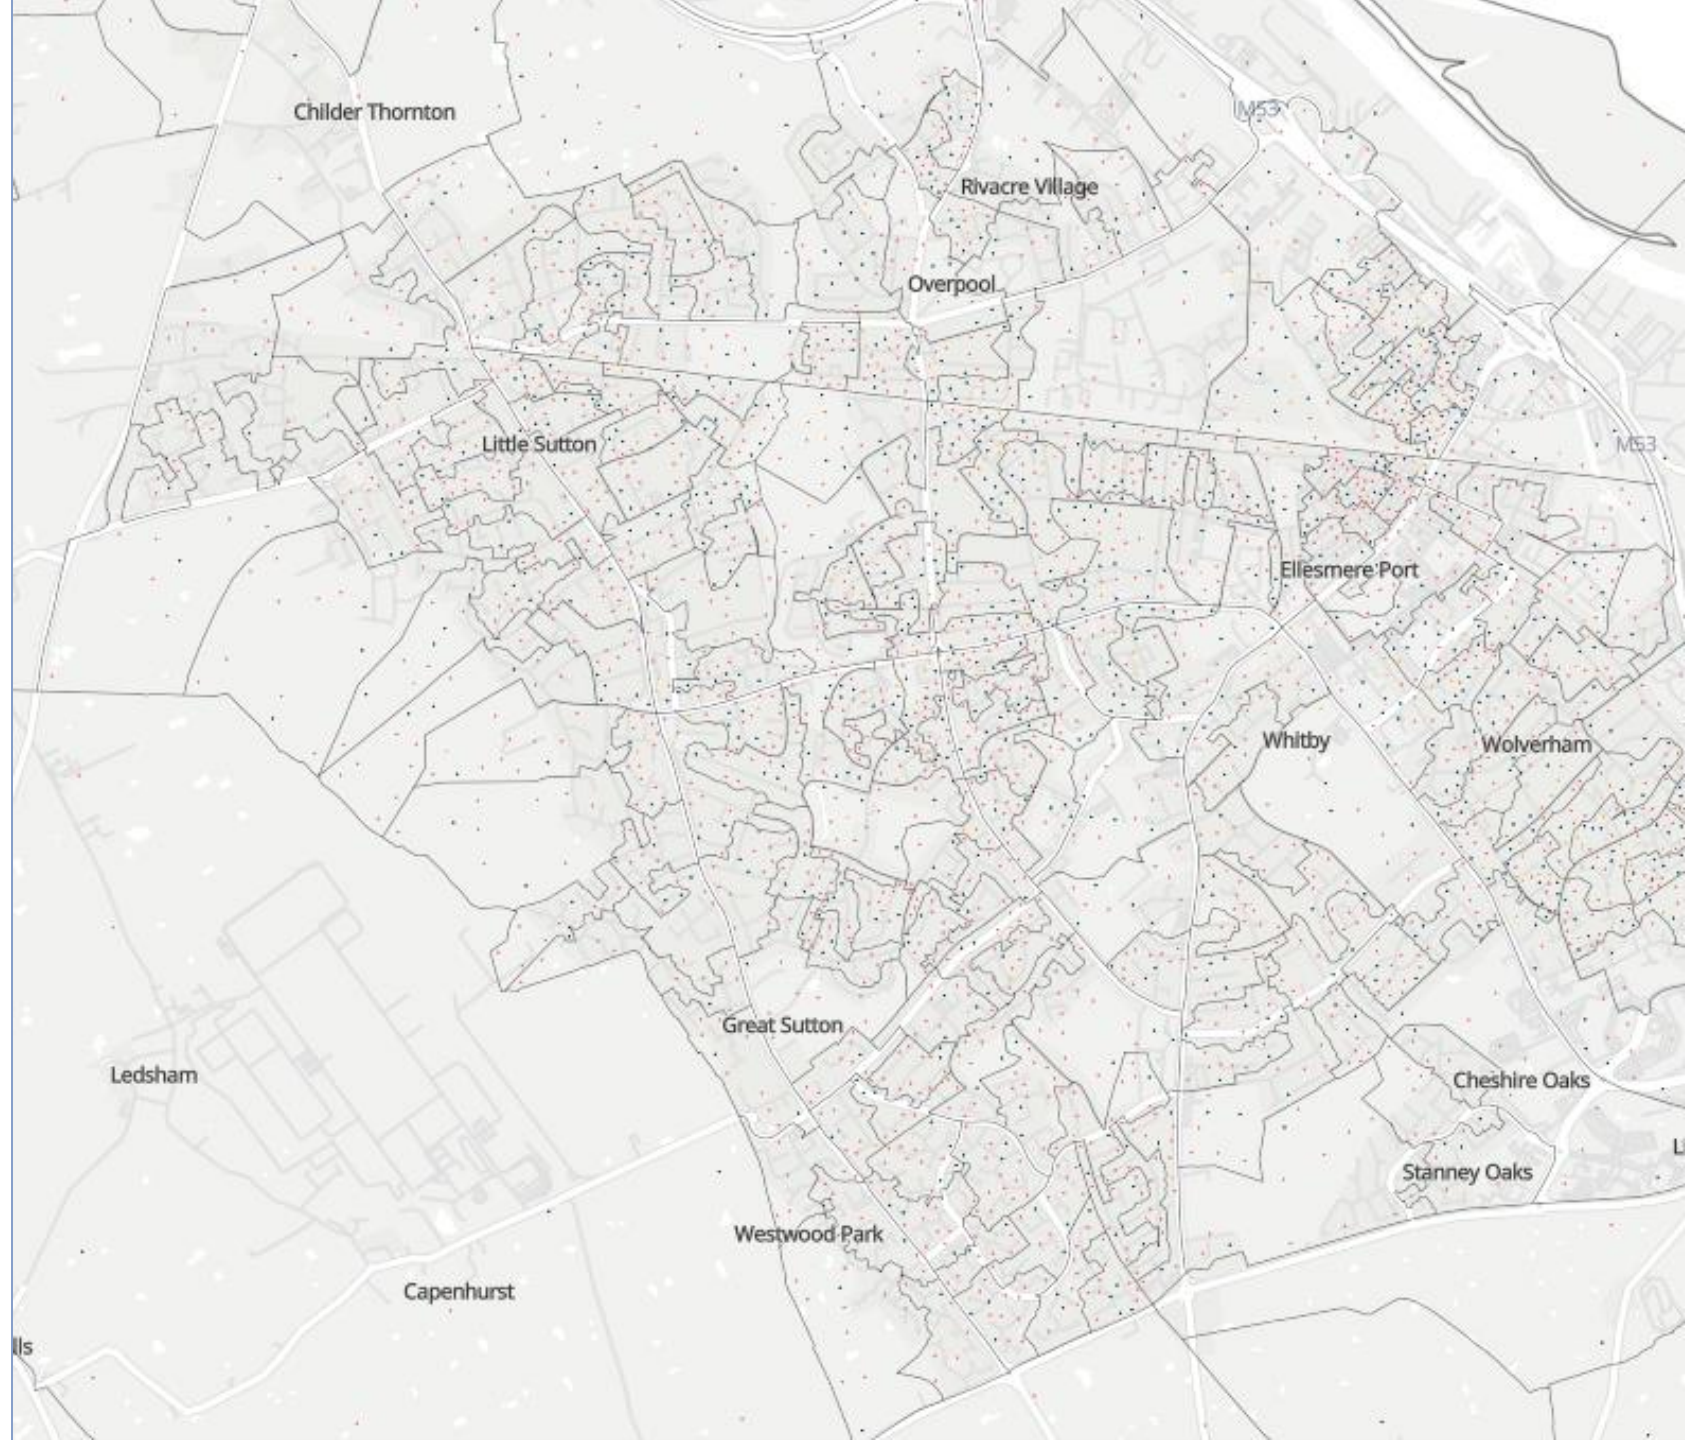 Childer Thornton
M53
Rivacre Village
Overpool
Little Sutton
M53
Ellesmere Port
Whitby
Wolverham
Great Sutton
Ledsham
Cheshire Oaks
Stanney Oaks
Westwood Park
Capenhurst
lls